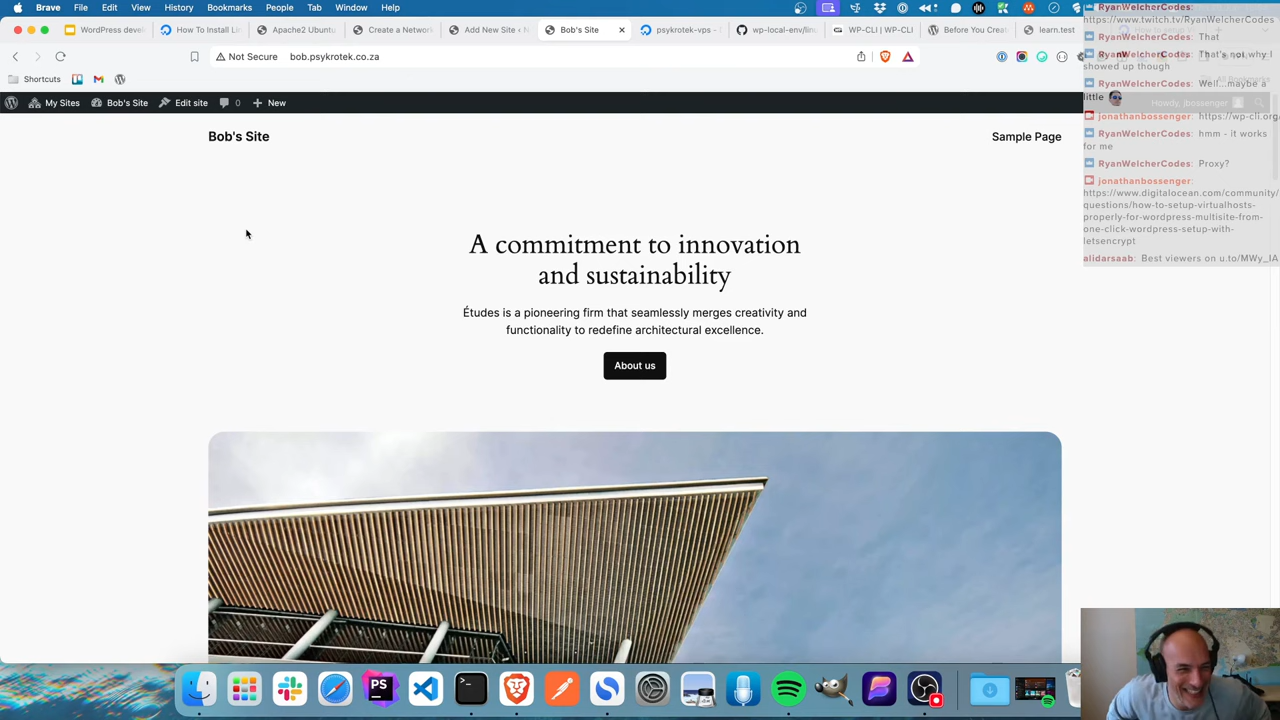 Brave File Edit View History Bookmarks People Tab Window Help
WordPress devel How To Install Li Apache2 Ubuntu Create a Network Add New Site ‹ N Bob's Site psykrotek-vps - wp-local-env/lin WP-CLI | WP-CLI Before You Creat learn.test
Not Secure bob.psykrotek.co.za
Shortcuts
My Sites Bob's Site Edit site 0 New Howdy, jbossenger
Bob's Site Sample Page
A commitment to innovation
and sustainability
Études is a pioneering firm that seamlessly merges creativity and
functionality to redefine architectural excellence.
About us
RyanWelcherCodes:
https://www.twitch.tv/RyanWelcherCodes
RyanWelcherCodes: That
RyanWelcherCodes: That's not why I
showed up though
RyanWelcherCodes: Well...maybe a
little
jonathanbossenger: https://wp-cli.org
RyanWelcherCodes: hmm - it works
for me
RyanWelcherCodes: Proxy?
jonathanbossenger:
https://www.digitalocean.com/community/
questions/how-to-setup-virtualhosts-
properly-for-wordpress-multisite-from-
one-click-wordpress-setup-with-
letsencrypt
alidarsaab: Best viewers on u.to/MWy_IA
PS